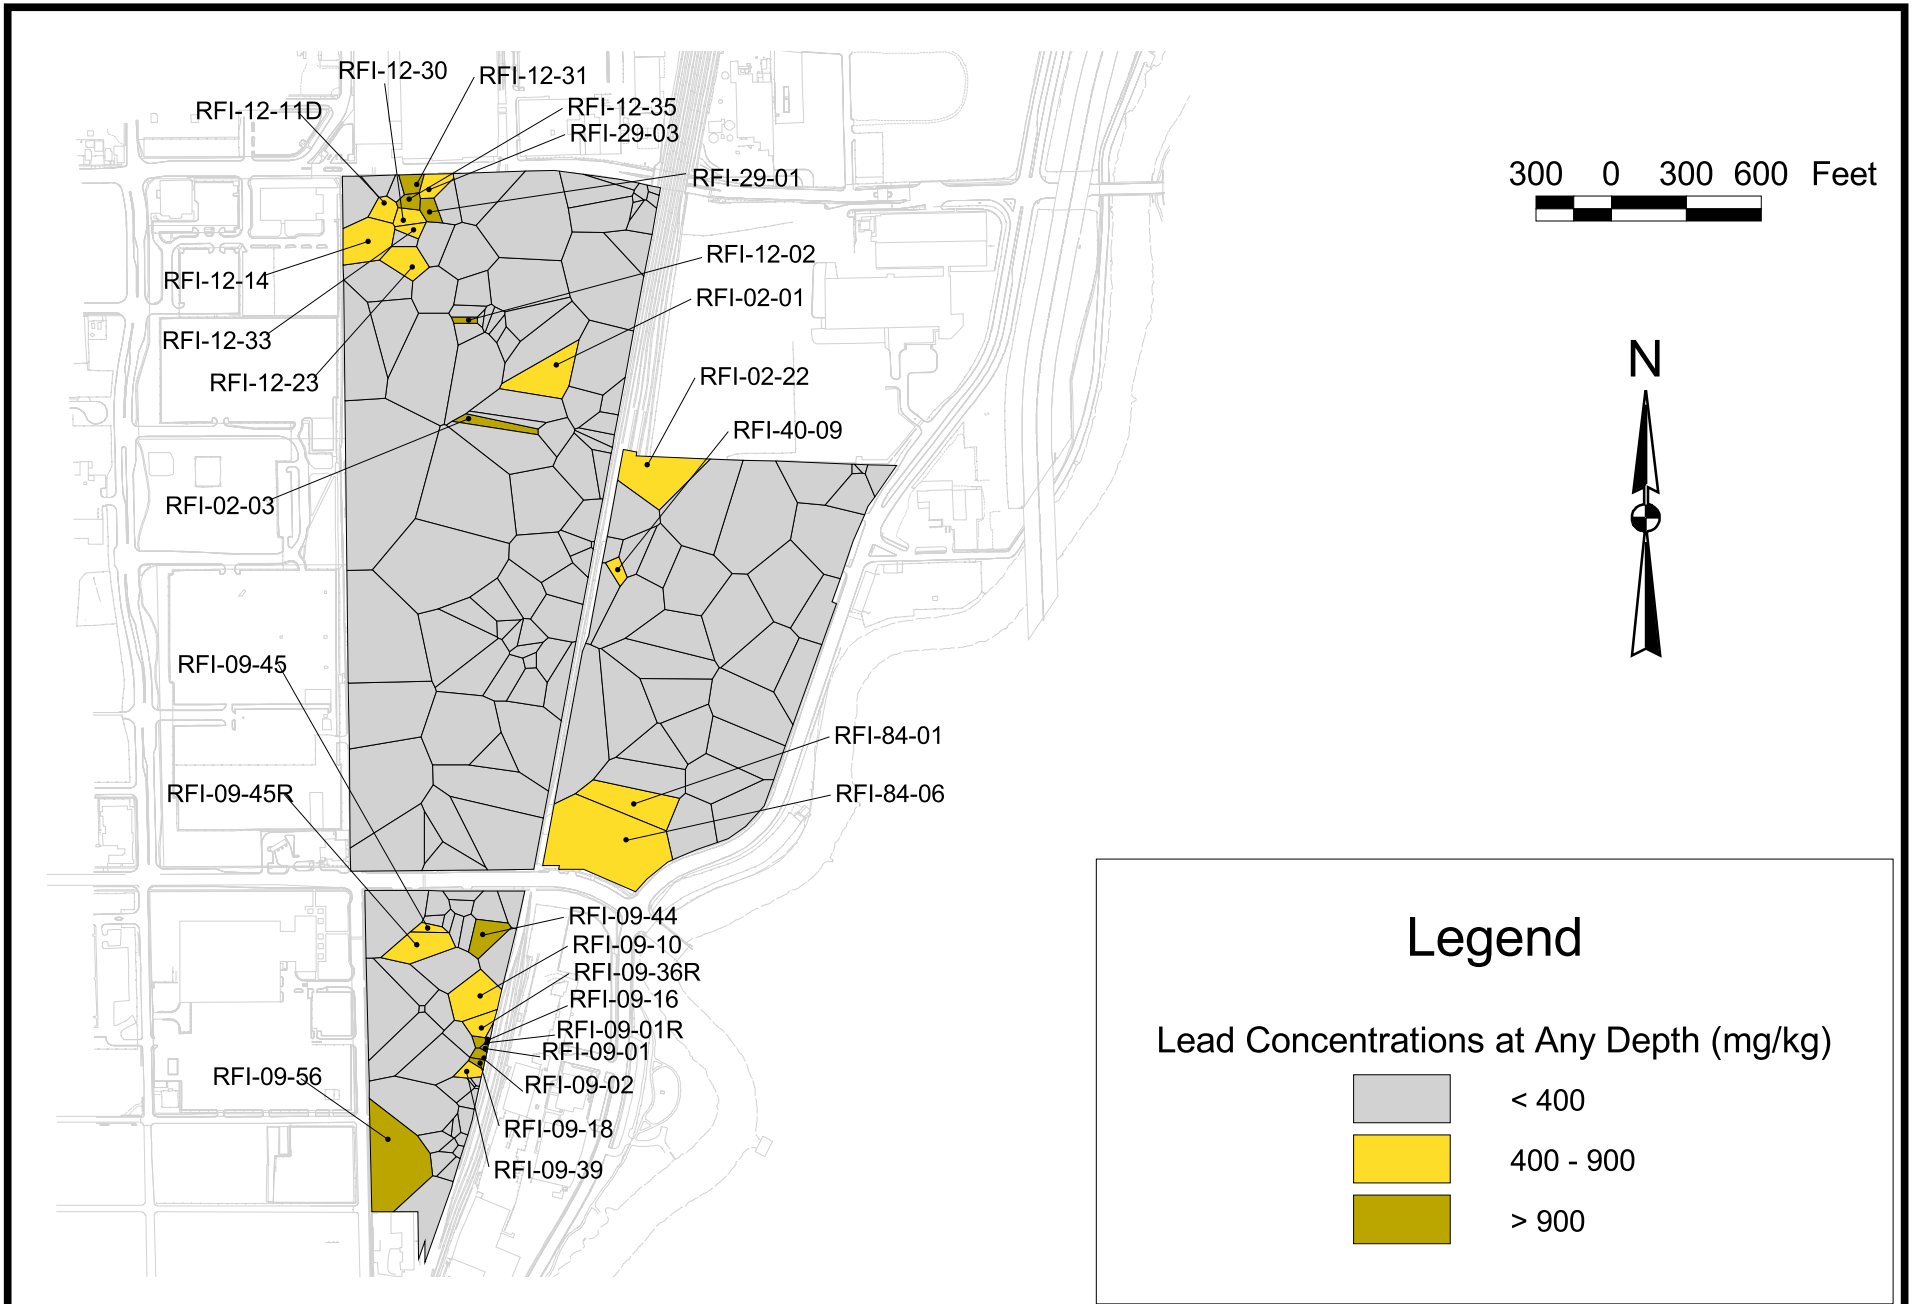 RFI-12-30
RFI-12-31
RFI-12-11D
RFI-12-35
RFI-29-03
RFI-29-01
300 0 300 600 Feet
RFI-12-02
RFI-12-14
RFI-02-01
RFI-12-33
N
RFI-12-23
RFI-02-22
RFI-40-09
RFI-02-03
RFI-09-45
RFI-84-01
RFI-09-45R
RFI-84-06
RFI-09-44
RFI-09-10
RFI-09-36R
RFI-09-16
RFI-09-01R
RFI-09-01
RFI-09-56
RFI-09-02
RFI-09-18
RFI-09-39
Legend
Lead Concentrations at Any Depth (mg/kg)
< 400
400 - 900
> 900